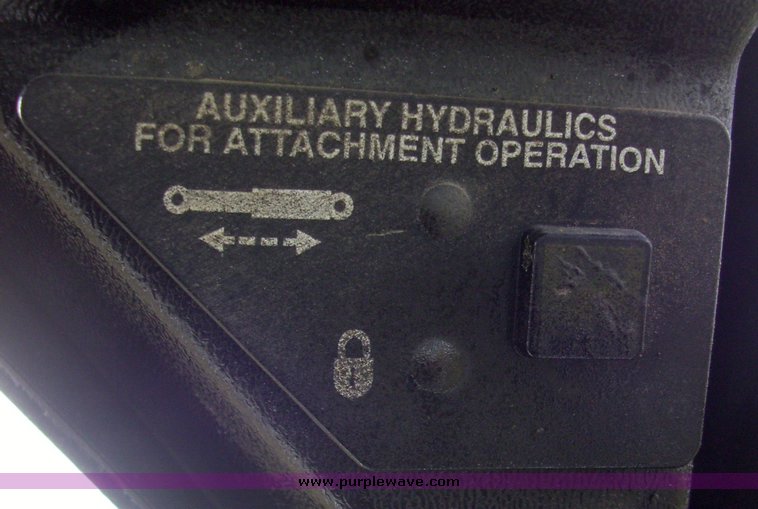 AUXILIARY HYDRAULICS
FOR ATTACHMENT OPERATION
www.purplewave.com